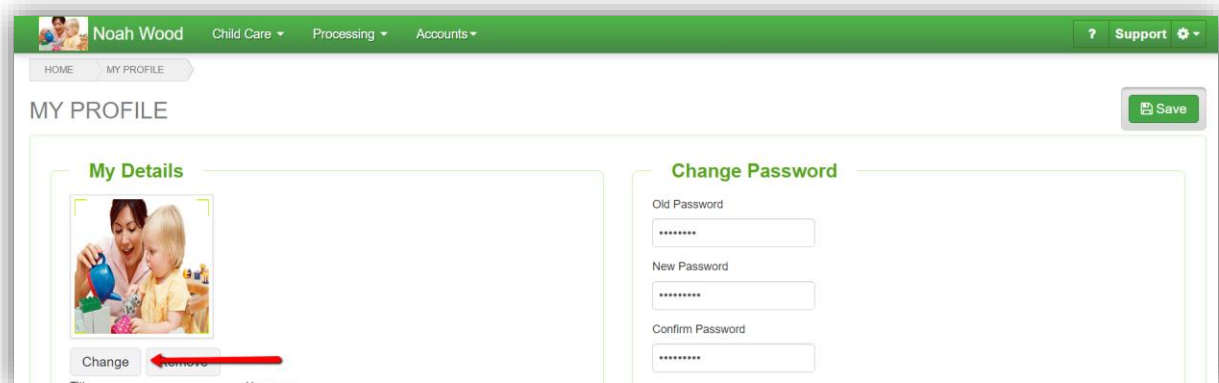 Noah Wood Child Care Processing Accounts ? Support
HOME MY PROFILE
MY PROFILE
Save
My Details
Change
Change Password
Old Password
••••••••
New Password
•••••••••
Confirm Password
•••••••••